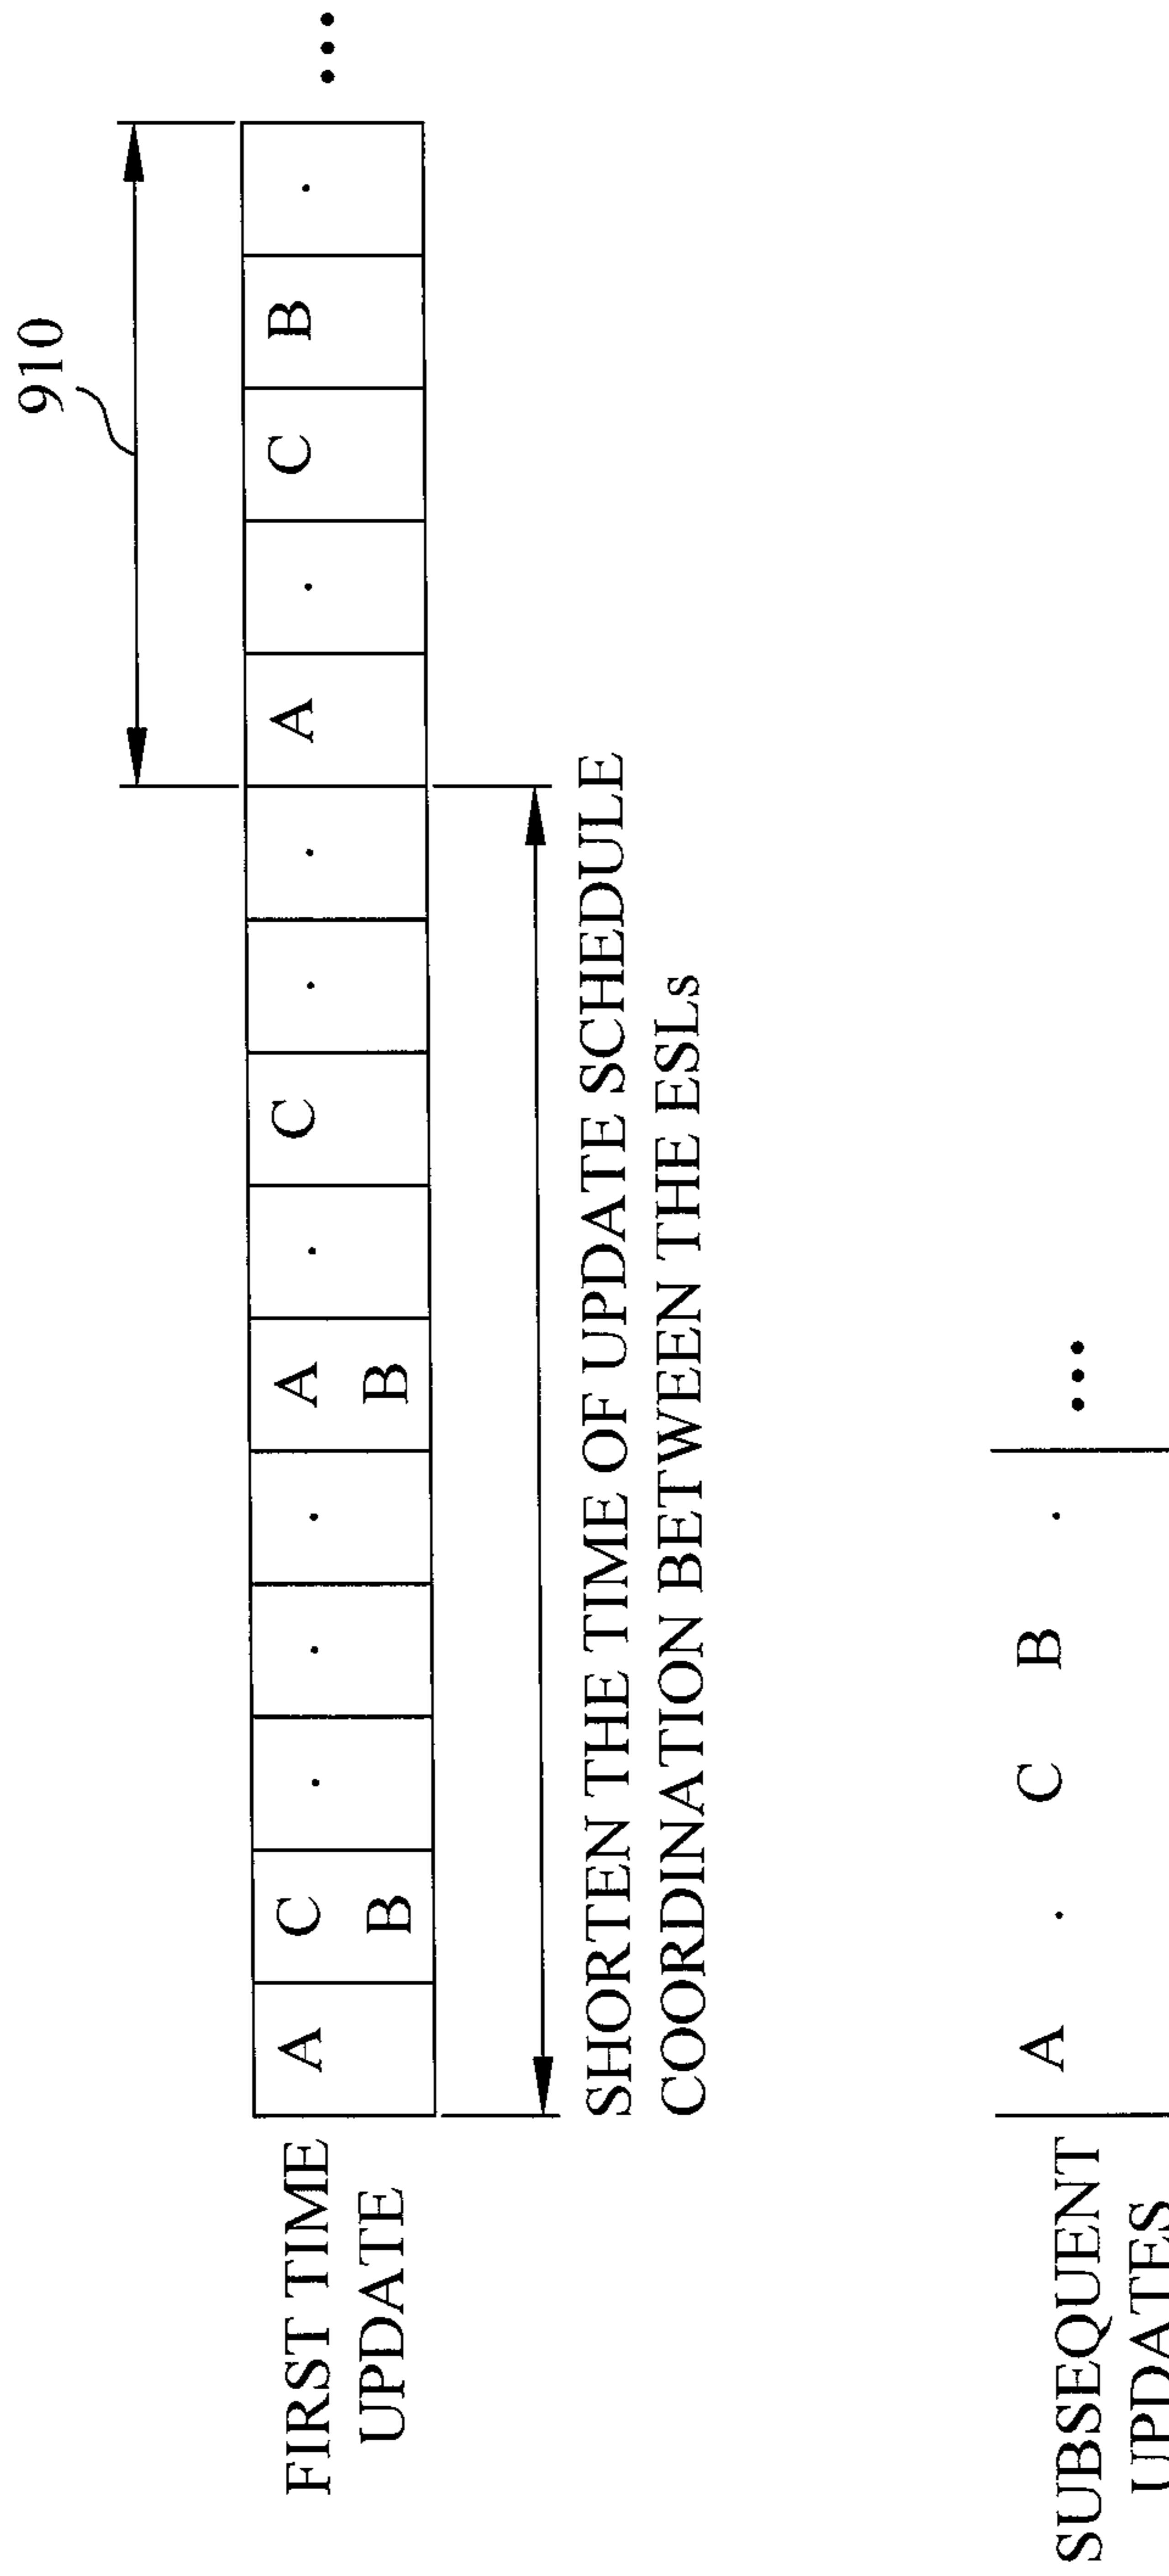 910
FIRST TIME
UPDATE
A
C
B
.
.
.
A
B
.
C
.
.
A
.
C
B
.
...
SHORTEN THE TIME OF UPDATE SCHEDULE
COORDINATION BETWEEN THE ESLs
SUBSEQUENT
UPDATES
A
.
C
B
.
...